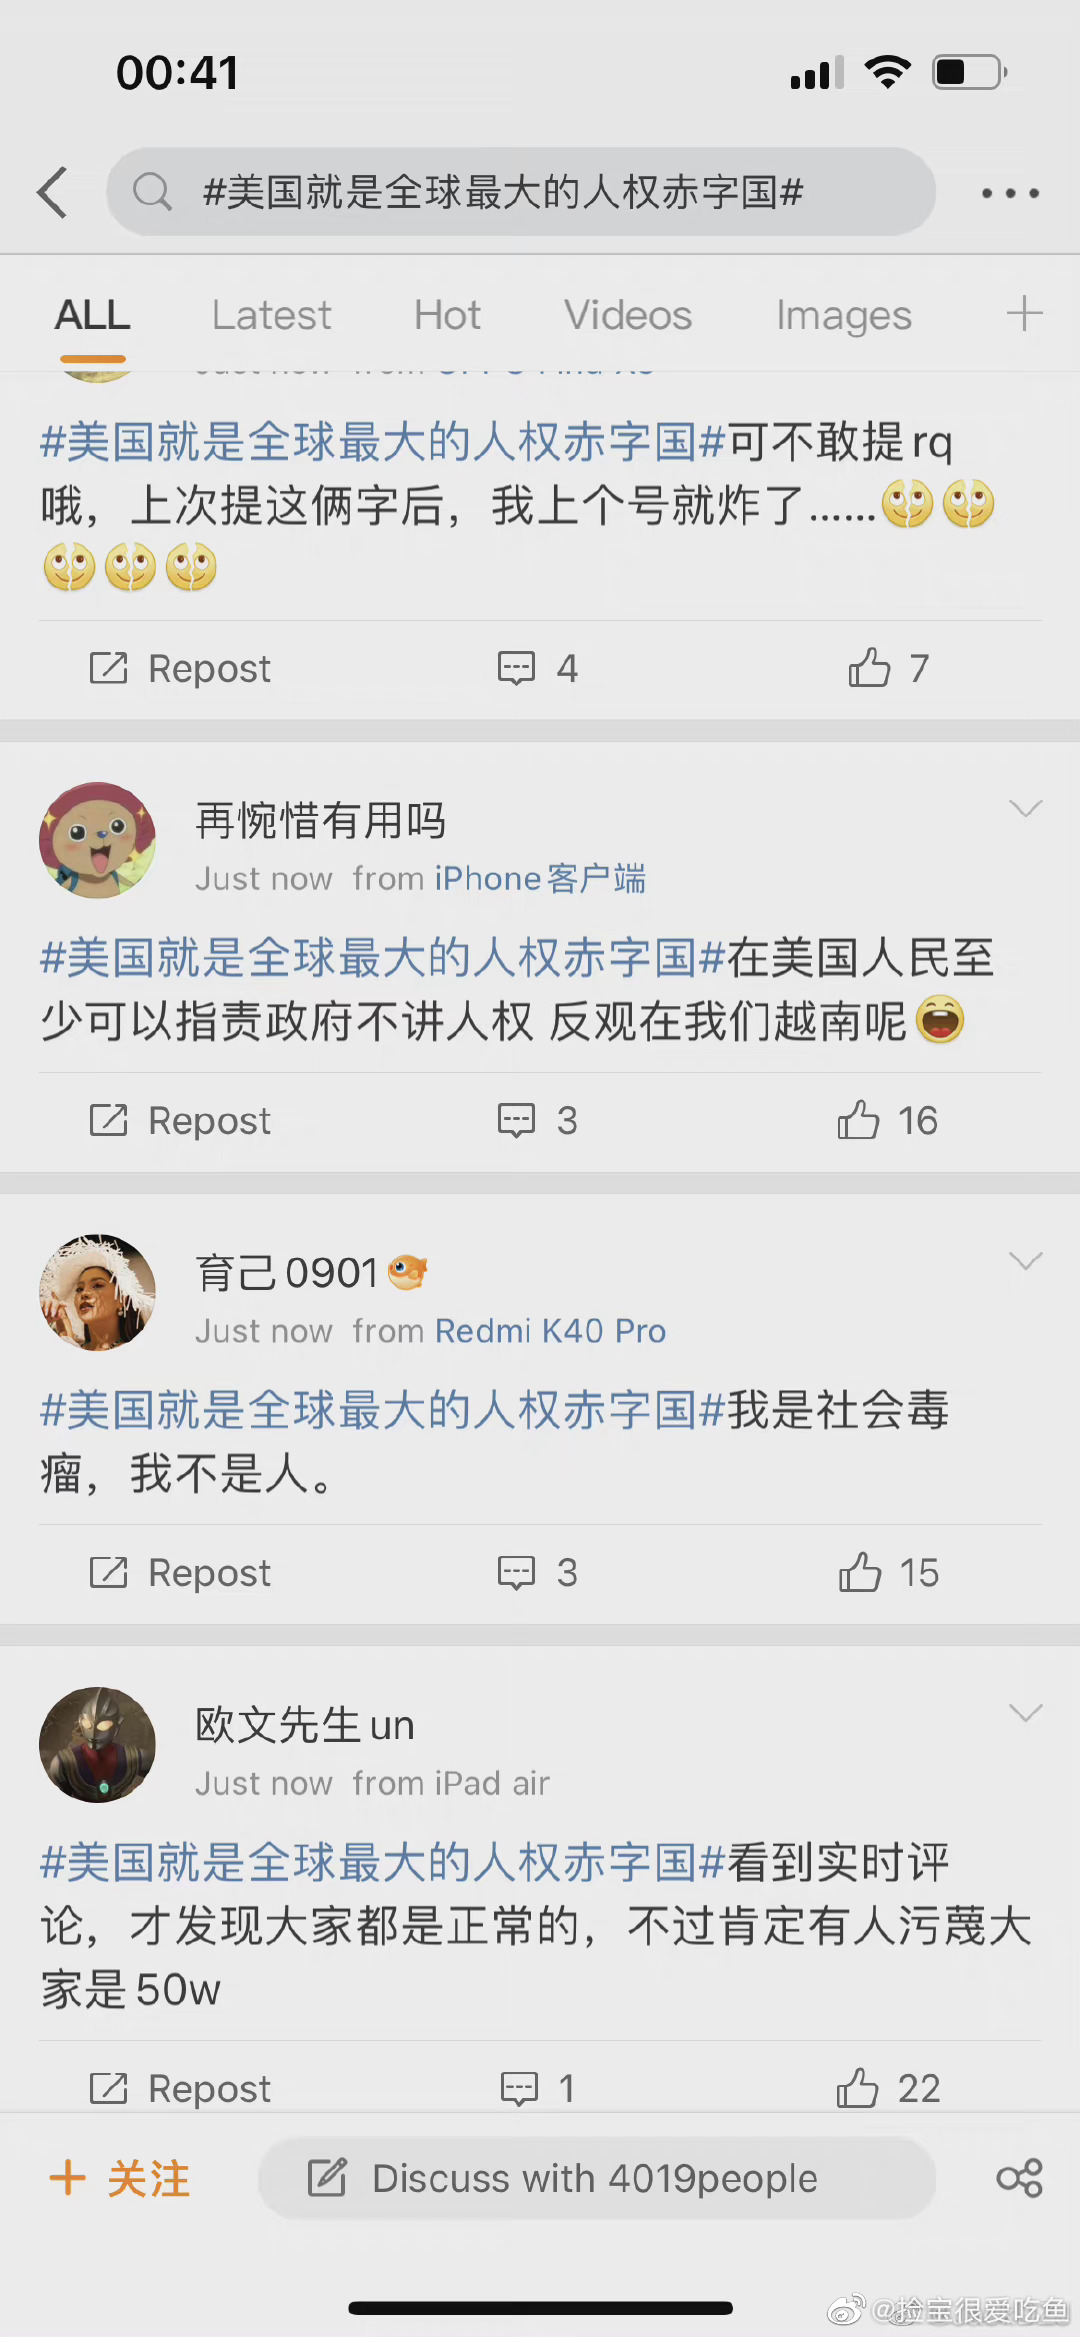 00:41
#美国就是全球最大的人权赤字国#
ALL Latest Hot Videos Images
#美国就是全球最大的人权赤字国#可不敢提rq
哦，上次提这俩字后，我上个号就炸了……
Repost 4 7
再惋惜有用吗
Just now from iPhone客户端
#美国就是全球最大的人权赤字国#在美国人民至
少可以指责政府不讲人权 反观在我们越南呢
Repost 3 16
育己0901
Just now from Redmi K40 Pro
#美国就是全球最大的人权赤字国#我是社会毒
瘤，我不是人。
Repost 3 15
欧文先生un
Just now from iPad air
#美国就是全球最大的人权赤字国#看到实时评
论，才发现大家都是正常的，不过肯定有人污蔑大
家是50w
Repost 1 22
+ 关注 Discuss with 4019people
@捡宝很爱吃鱼